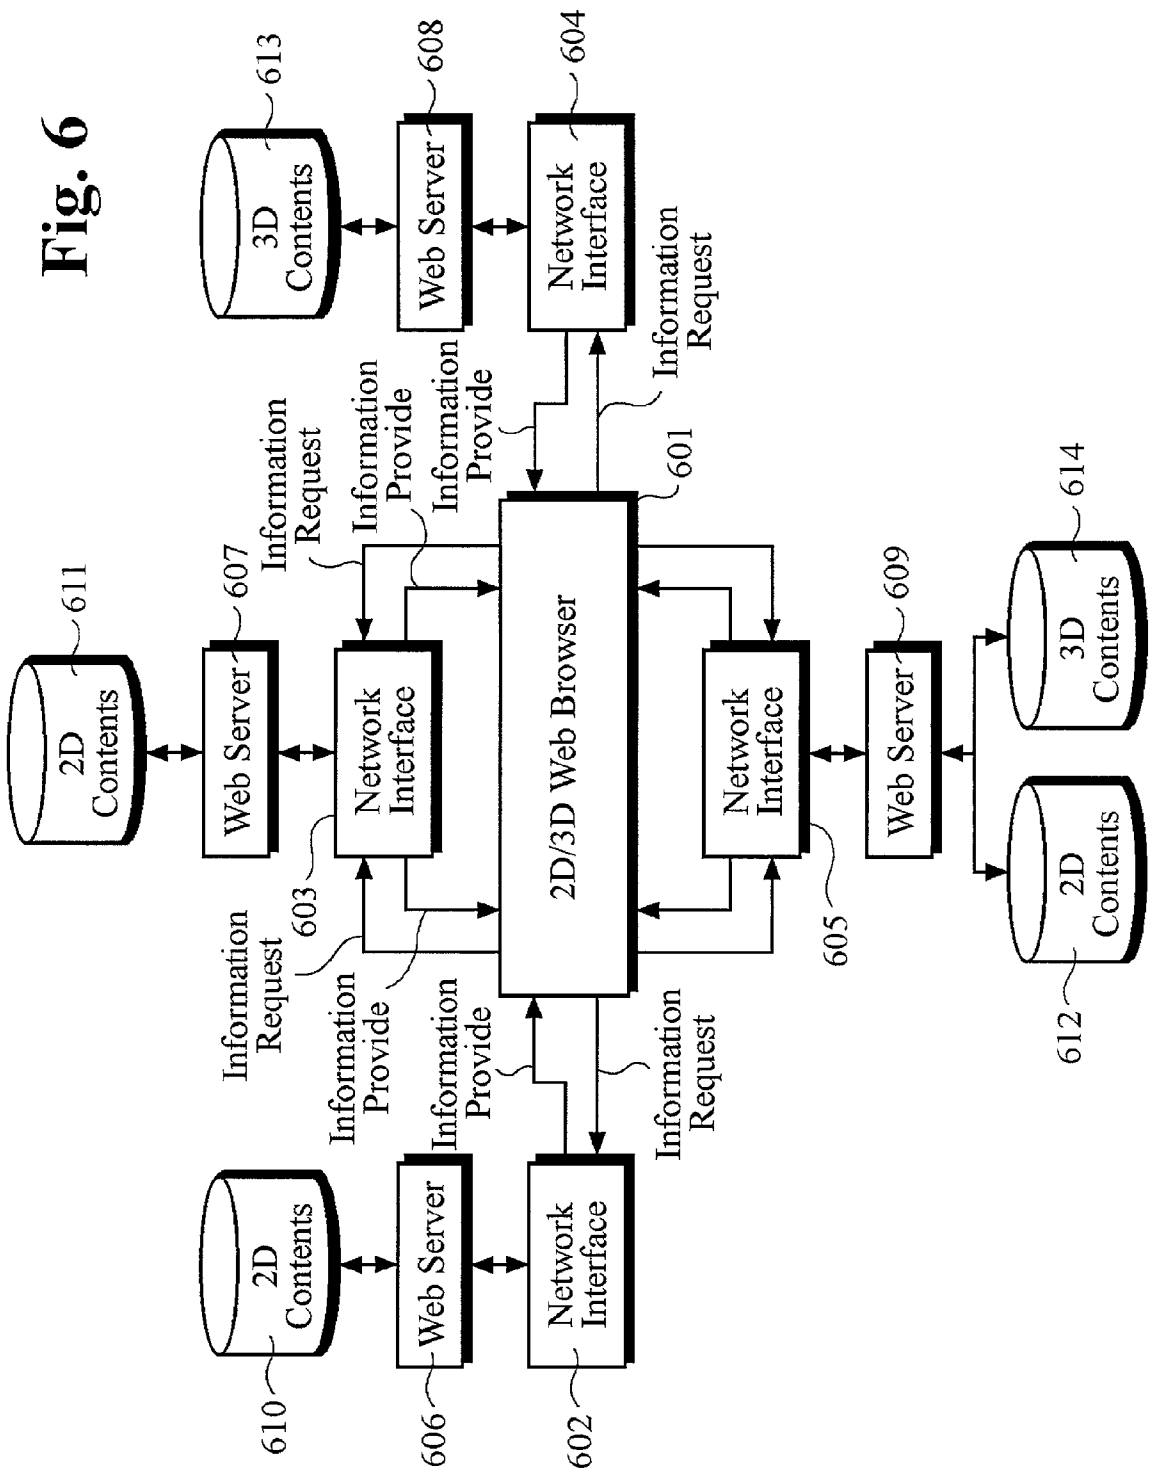 Fig. 6
610
2D
Contents
606
Web Server
602
Network
Interface
Information
Provide
Information
Request
611
2D
Contents
607
Web Server
603
Network
Interface
Information
Request
Information
Provide
Information
Request
Information
Provide
613
3D
Contents
608
Web Server
604
Network
Interface
Information
Provide
Information
Request
601
2D/3D Web Browser
605
Network
Interface
609
Web Server
612
2D
Contents
614
3D
Contents